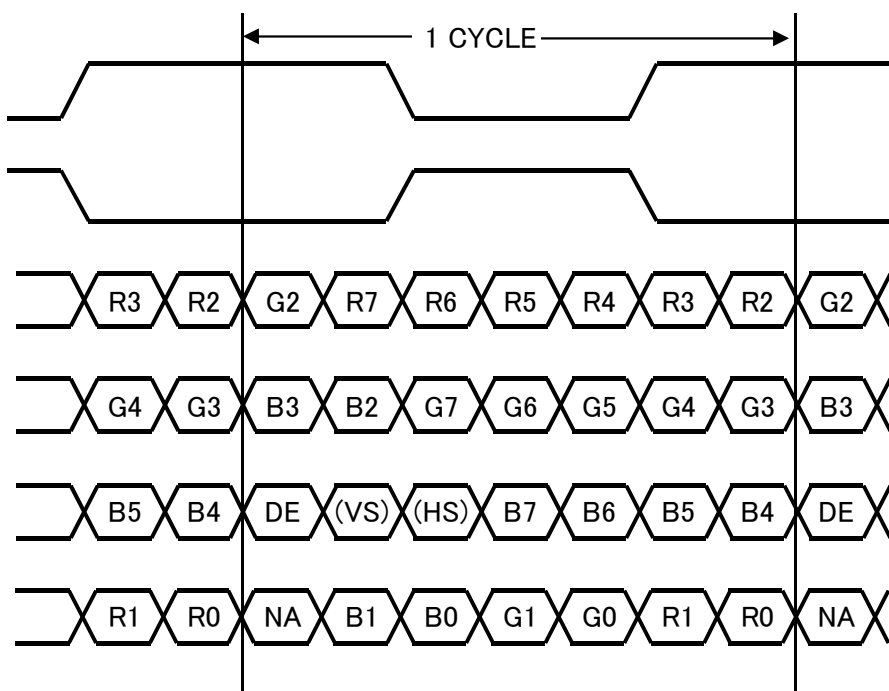 1 CYCLE
R3 R2 G2 R7 R6 R5 R4 R3 R2 G2
G4 G3 B3 B2 G7 G6 G5 G4 G3 B3
B5 B4 DE (VS) (HS) B7 B6 B5 B4 DE
R1 R0 NA B1 B0 G1 G0 R1 R0 NA